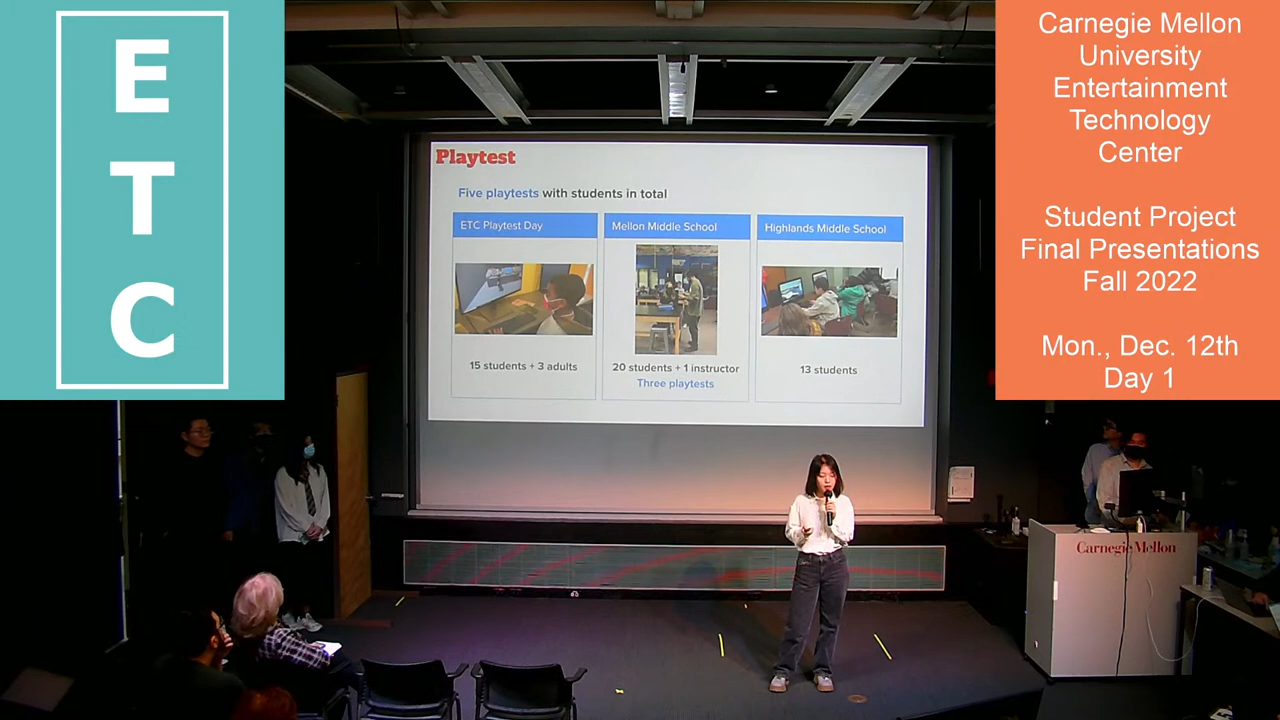 E
T
C
Carnegie Mellon
University
Entertainment
Technology
Center
Student Project
Final Presentations
Fall 2022
Mon., Dec. 12th
Day 1
Playtest
Five playtests with students in total
ETC Playtest Day
Mellon Middle School
Highlands Middle School
15 students + 3 adults
20 students + 1 instructor
Three playtests
13 students
Carnegie Mellon